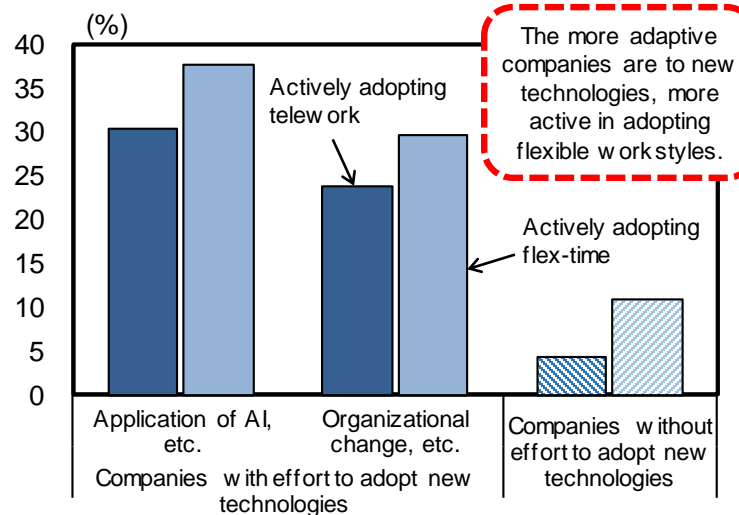 (%)
40
35
30
25
20
15
10
5
0
The more adaptive
companies are to new
technologies, more
active in adopting
flexible work styles.
Actively adopting
telework
Actively adopting
flex-time
Application of AI,
etc.
Organizational
change, etc.
Companies with effort to adopt new
technologies
Companies without
effort to adopt new
technologies